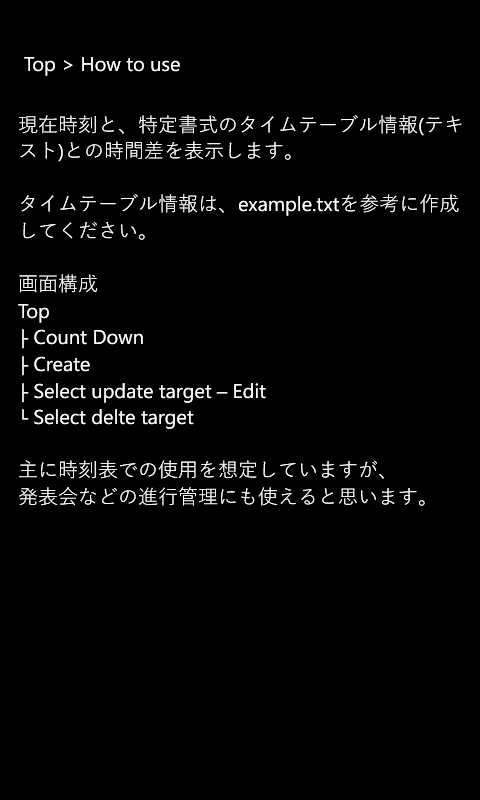 Top > How to use
現在時刻と、特定書式のタイムテーブル情報(テキ
スト)との時間差を表示します。
タイムテーブル情報は、example.txtを参考に作成
してください。
画面構成
Top
├ Count Down
├ Create
├ Select update target – Edit
└ Select delte target
主に時刻表での使用を想定していますが、
発表会などの進行管理にも使えると思います。